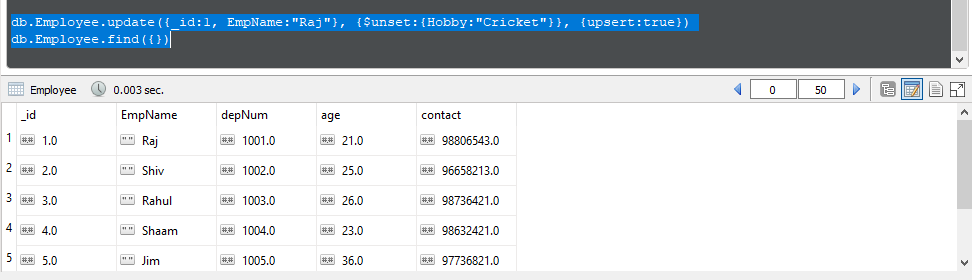 db.Employee.update({_id:1, EmpName:"Raj"}, {$unset:{Hobby:"Cricket"}}, {upsert:true})
db.Employee.find({})
Employee 0.003 sec. 0 50
_id EmpName depNum age contact
1 ## 1.0 "" Raj ## 1001.0 ## 21.0 ## 98806543.0
2 ## 2.0 "" Shiv ## 1002.0 ## 25.0 ## 96658213.0
3 ## 3.0 "" Rahul ## 1003.0 ## 26.0 ## 98736421.0
4 ## 4.0 "" Shaam ## 1004.0 ## 23.0 ## 98632421.0
5 ## 5.0 "" Jim ## 1005.0 ## 36.0 ## 97736821.0